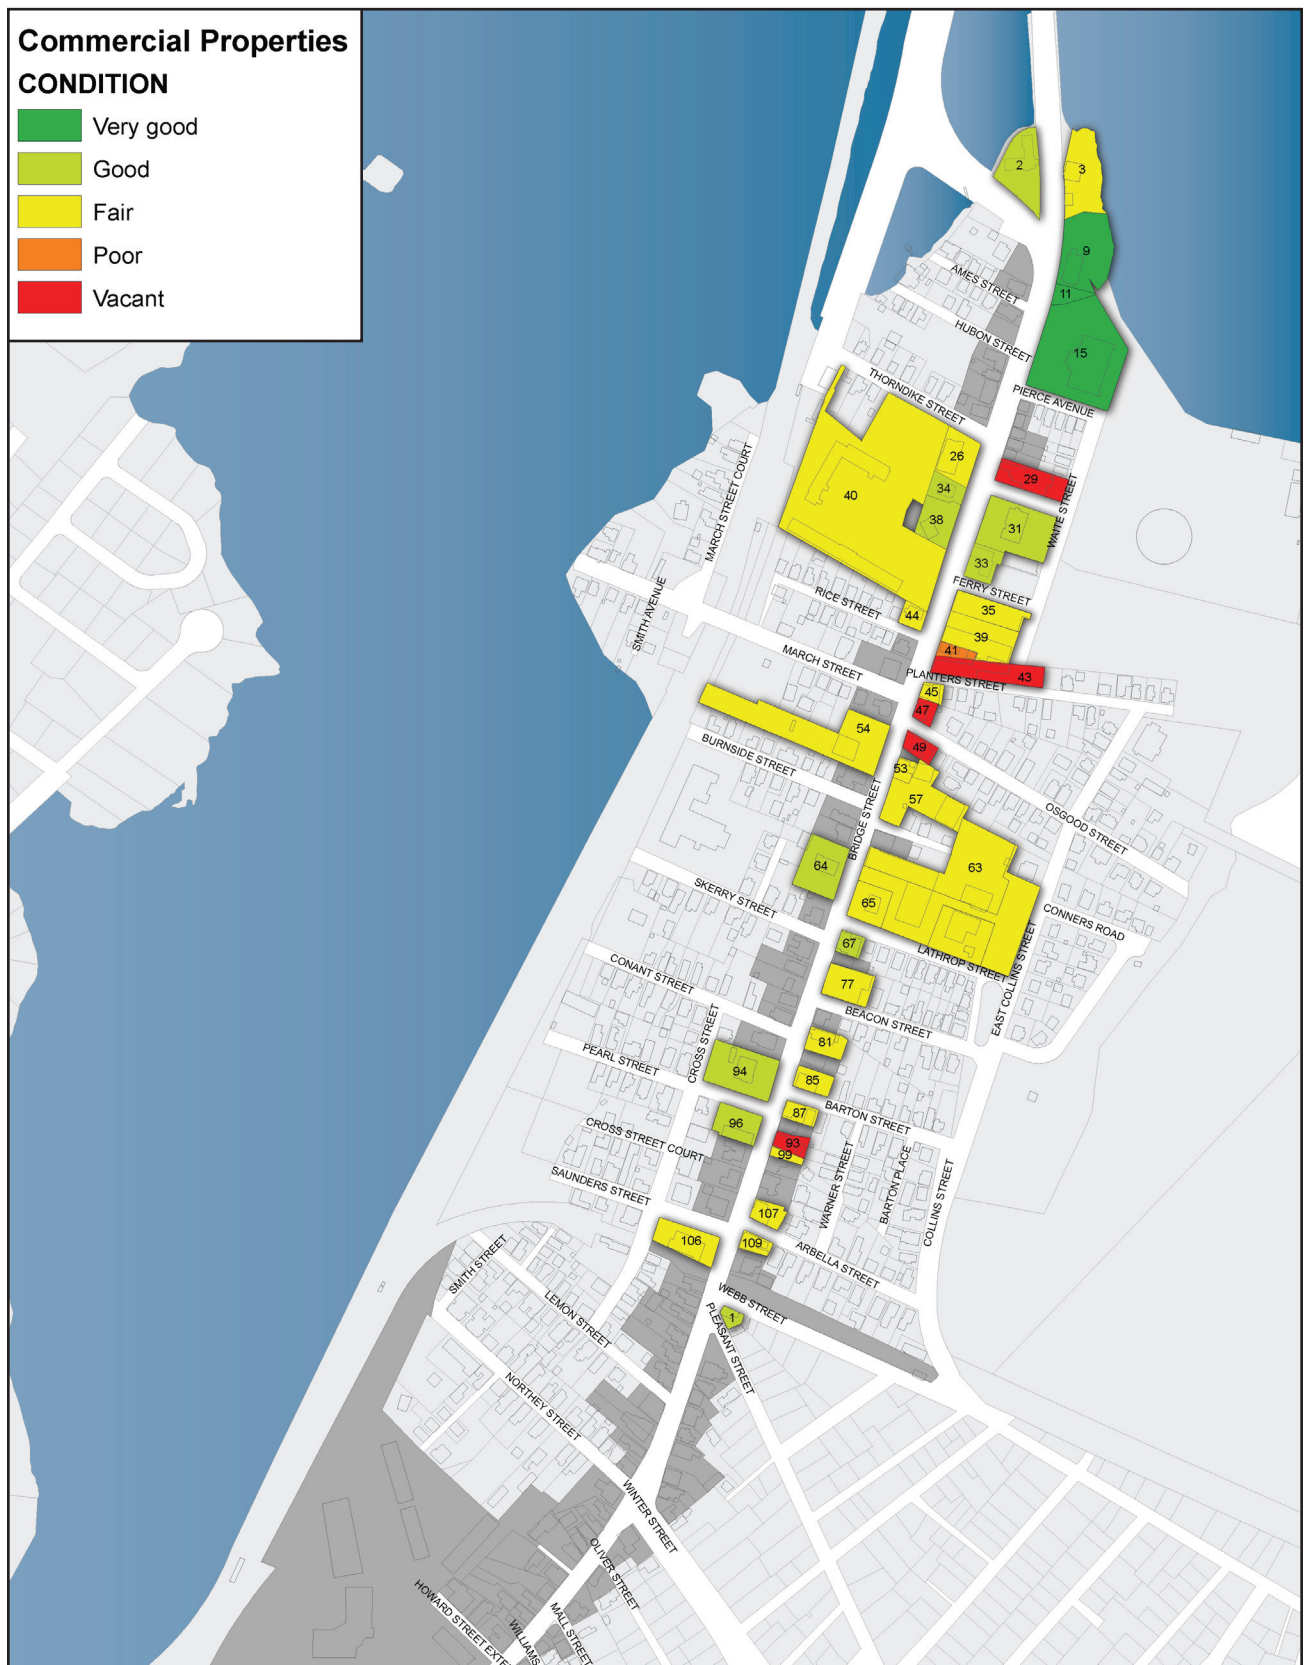 Commercial Properties
CONDITION
Very good
Good
Fair
Poor
Vacant
2
3
9
AMES STREET
11
HUBON STREET
15
THORNDIKE STREET
PIERCE AVENUE
26
29
MARCH STREET COURT
34
40
WAITE STREET
38
31
33
FERRY STREET
SMITH AVENUE
RICE STREET
35
44
39
41
MARCH STREET
PLANTERS STREET
43
45
47
54
49
BURNSIDE STREET
53
57
BRIDGE STREET
OSGOOD STREET
64
63
SKERRY STREET
65
CONNERS ROAD
67
LATHROP STREET
CONANT STREET
77
EAST COLLINS STREET
BEACON STREET
81
CROSS STREET
PEARL STREET
94
85
BARTON STREET
87
96
CROSS STREET COURT
93
99
WARNER STREET
BARTON PLACE
COLLINS STREET
SAUNDERS STREET
107
106
109
ARBELLA STREET
SMITH STREET
WEBB STREET
LEMON STREET
1
PLEASANT STREET
NORTHEY STREET
WINTER STREET
OLIVER STREET
HOWARD STREET EXTE
MALL STREET
WILLIAMS